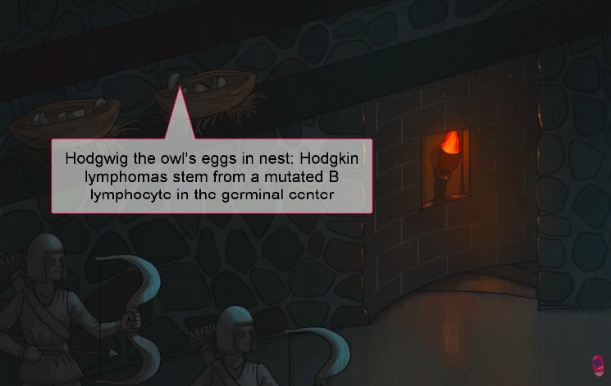 Hodgwig the owl's eggs in nest: Hodgkin
lymphomas stem from a mutated B
lymphocyte in the germinal center